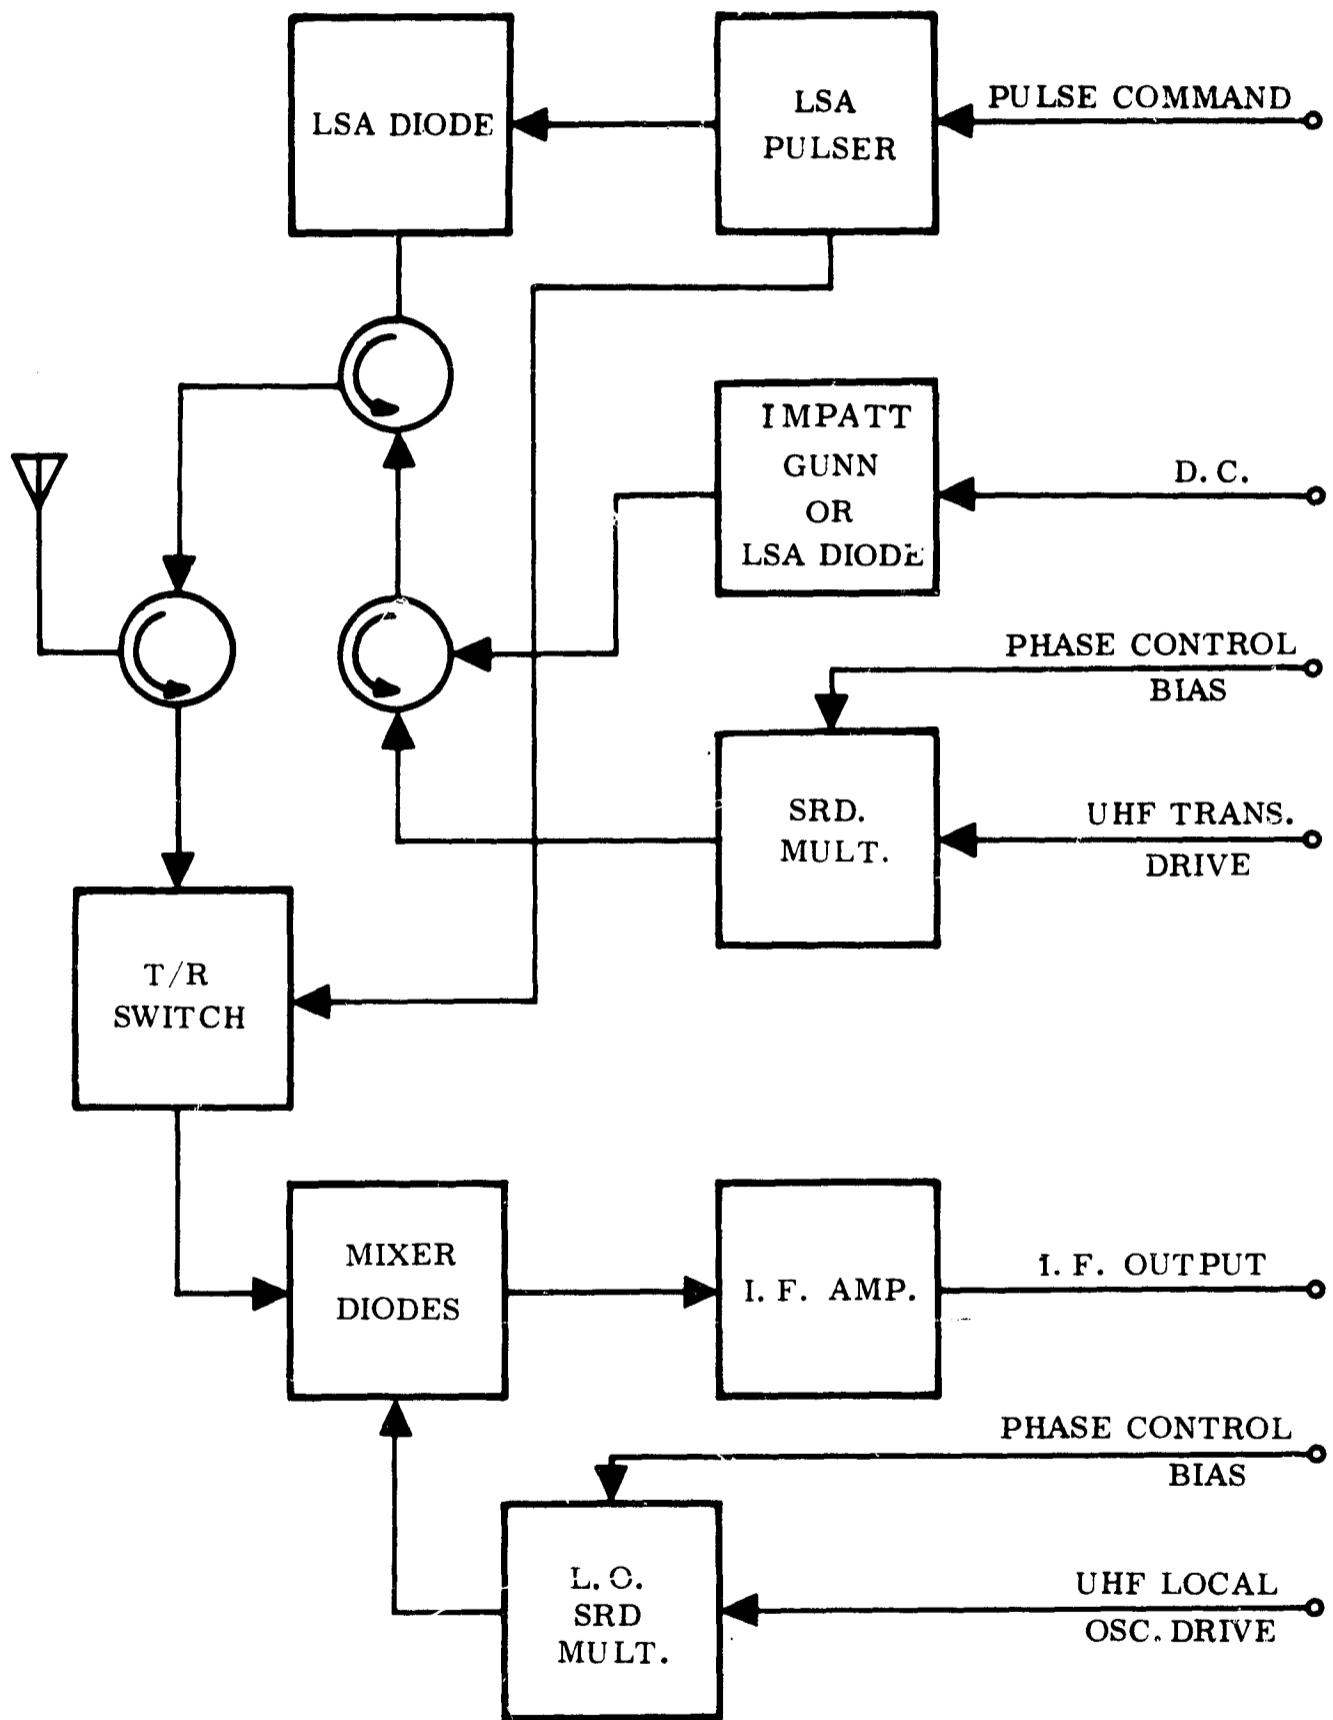 LSA DIODE
LSA
PULSER
PULSE COMMAND
IMPATT
GUNN
OR
LSA DIODE
D. C.
PHASE CONTROL
BIAS
SRD.
MULT.
UHF TRANS.
DRIVE
T/R
SWITCH
MIXER
DIODES
I. F. AMP.
I. F. OUTPUT
PHASE CONTROL
BIAS
L. O.
SRD
MULT.
UHF LOCAL
OSC. DRIVE